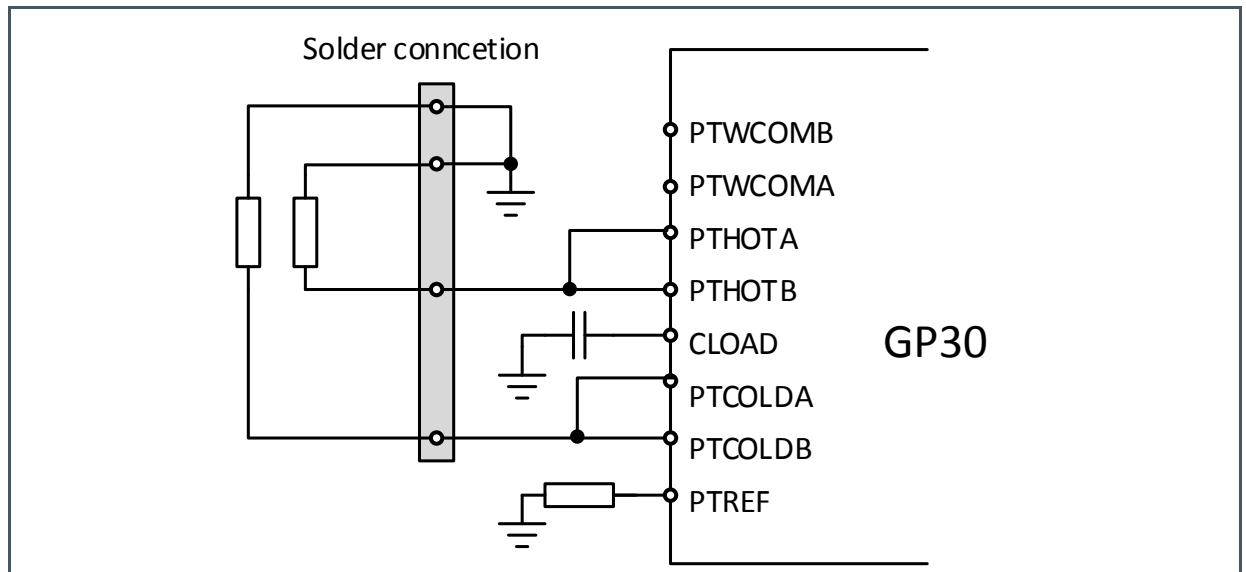 Solder conncetion
PTWCOMB
PTWCOMA
PTHOTA
PTHOTB
CLOAD
GP30
PTCOLDA
PTCOLDB
PTREF